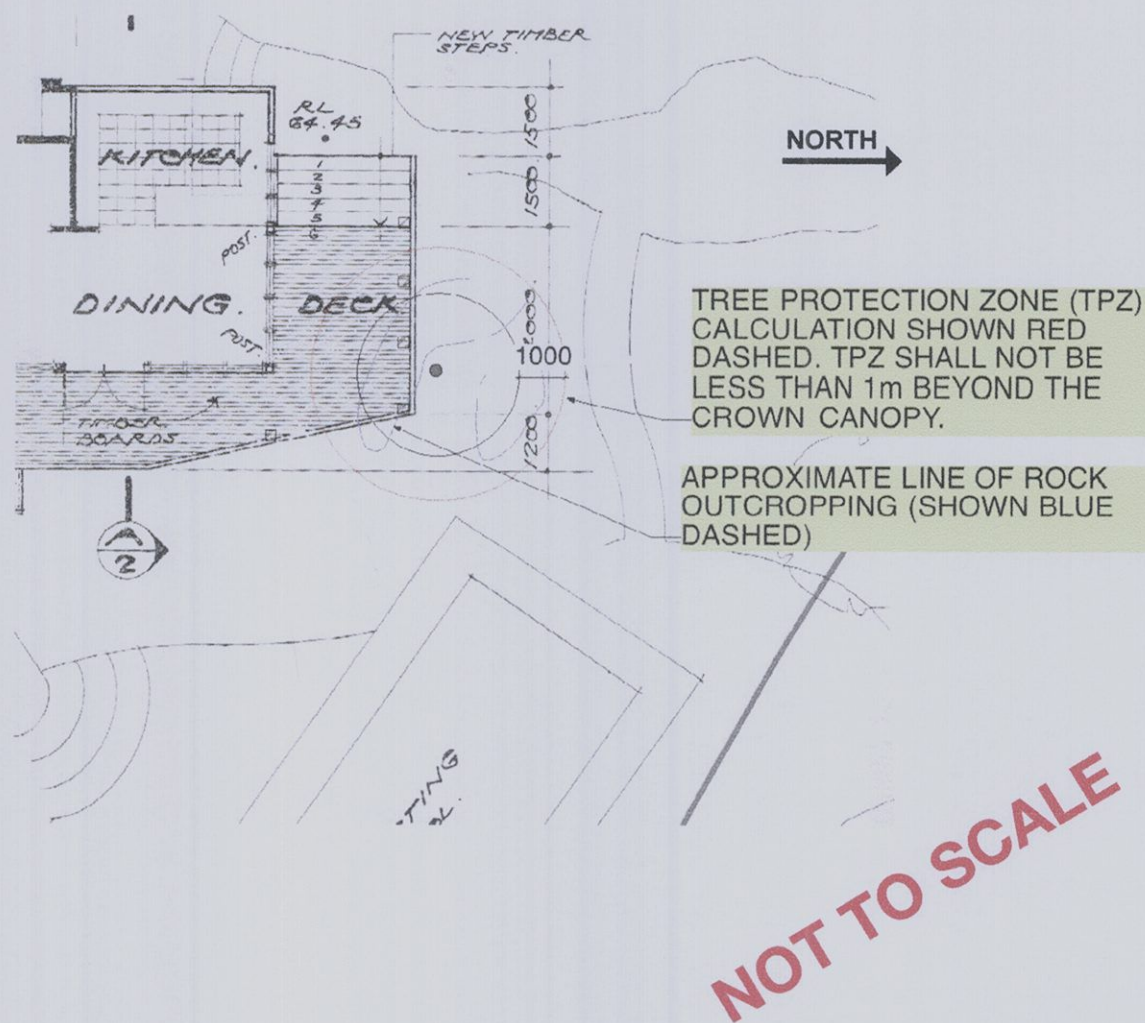 NEW TIMBER
STEPS.
RL
64.45
1500
NORTH
KITCHEN.
1
2
3
4
5
6
1500
POST.
DINING.
DECK
POST.
1000
1200
TIMBER
BOARDS.
TREE PROTECTION ZONE (TPZ)
CALCULATION SHOWN RED
DASHED. TPZ SHALL NOT BE
LESS THAN 1m BEYOND THE
CROWN CANOPY.
APPROXIMATE LINE OF ROCK
OUTCROPPING (SHOWN BLUE
DASHED)
A
2
TING
NOT TO SCALE